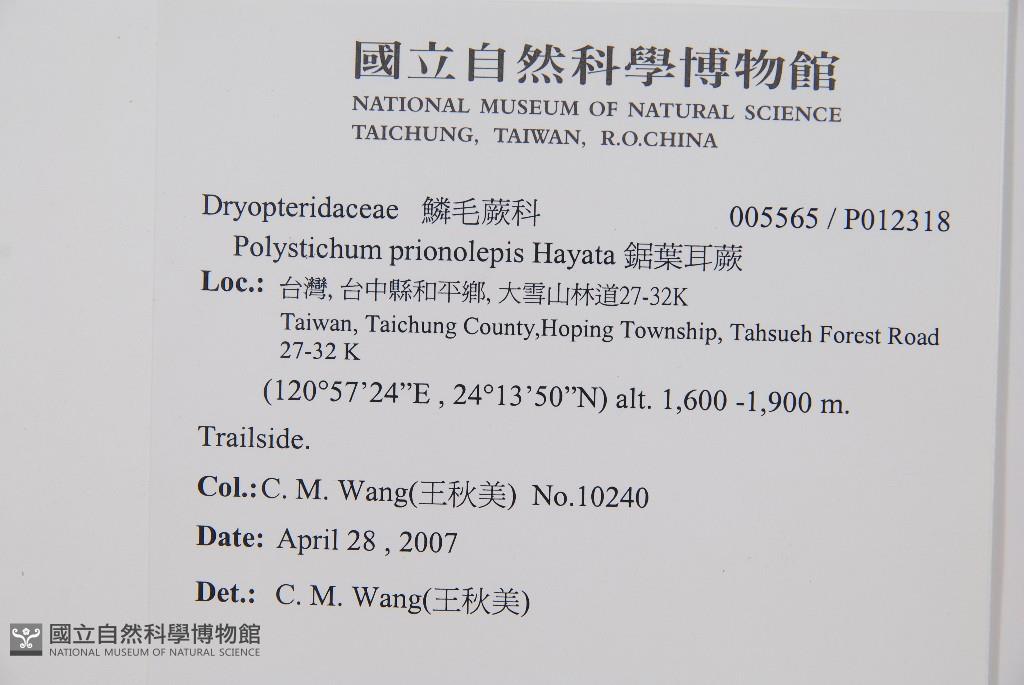 國立自然科學博物館
NATIONAL MUSEUM OF NATURAL SCIENCE
TAICHUNG, TAIWAN, R.O.CHINA
Dryopteridaceae 鱗毛蕨科 005565 / P012318
Polystichum prionolepis Hayata 鋸葉耳蕨
Loc.: 台灣, 台中縣和平鄉, 大雪山林道27-32K
Taiwan, Taichung County,Hoping Township, Tahsueh Forest Road
27-32 K
(120°57’24”E , 24°13’50”N) alt. 1,600 -1,900 m.
Trailside.
Col.: C. M. Wang(王秋美) No.10240
Date: April 28 , 2007
Det.: C. M. Wang(王秋美)
國立自然科學博物館
NATIONAL MUSEUM OF NATURAL SCIENCE